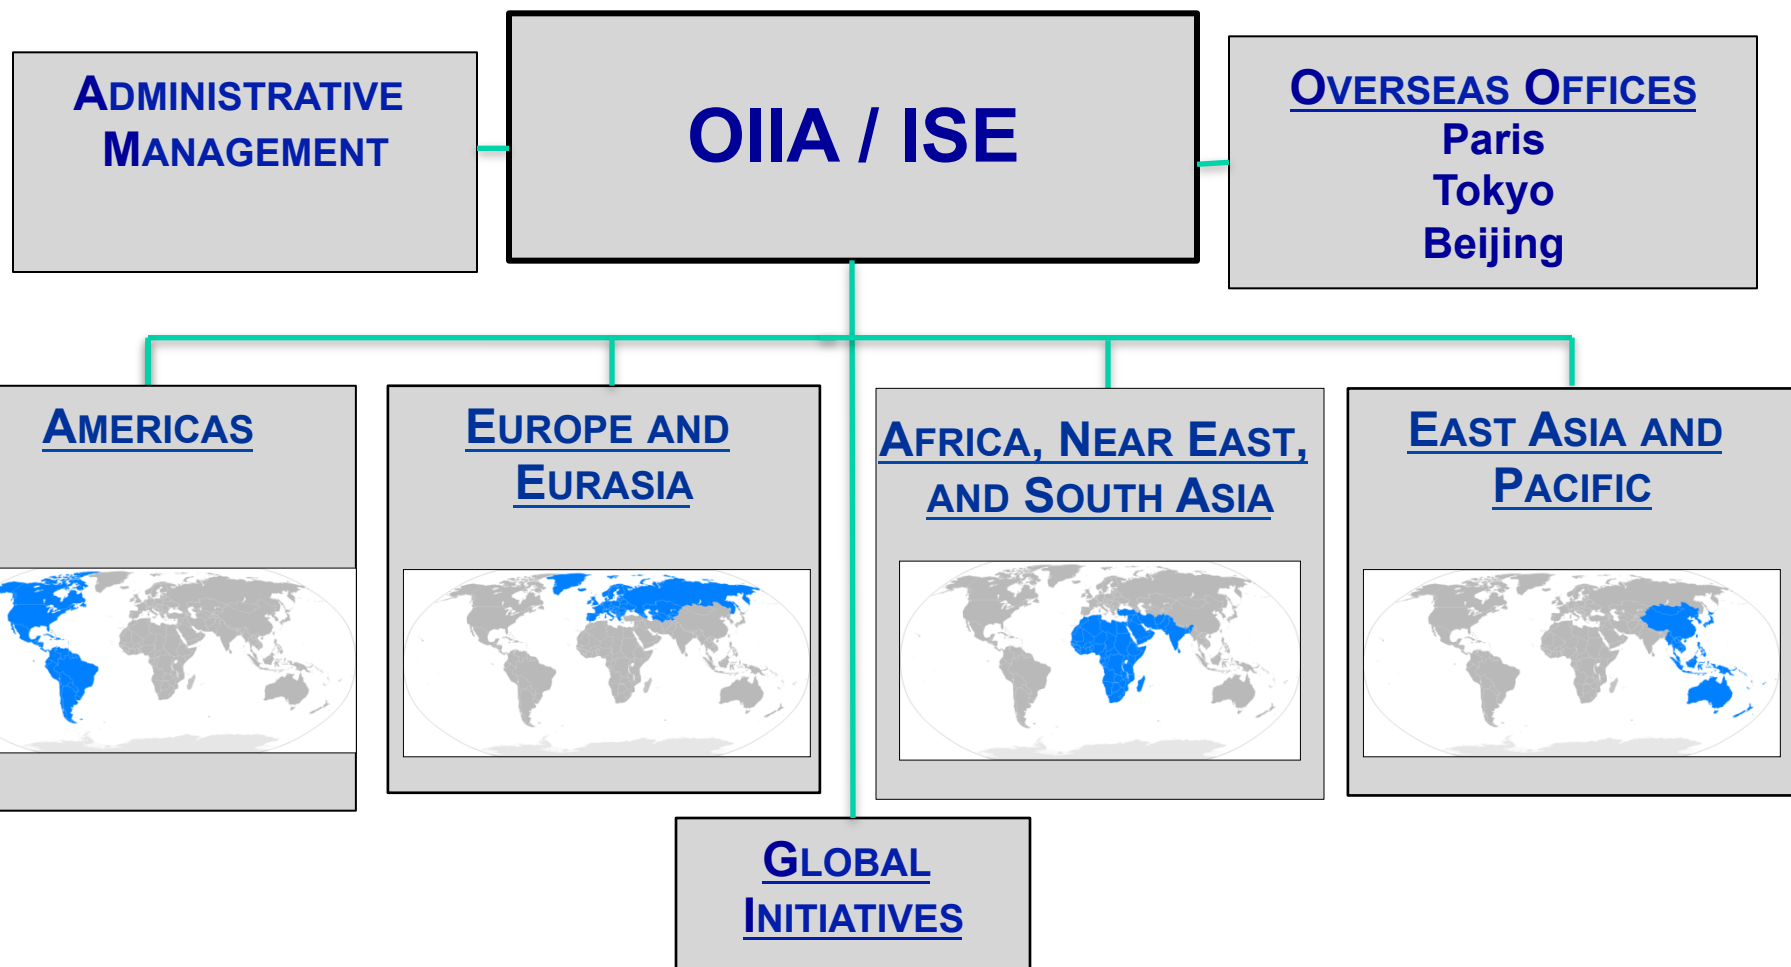 ADMINISTRATIVE
MANAGEMENT
OIIA / ISE
OVERSEAS OFFICES
Paris
Tokyo
Beijing
AMERICAS
EUROPE AND
EURASIA
AFRICA, NEAR EAST,
AND SOUTH ASIA
EAST ASIA AND
PACIFIC
GLOBAL
INITIATIVES